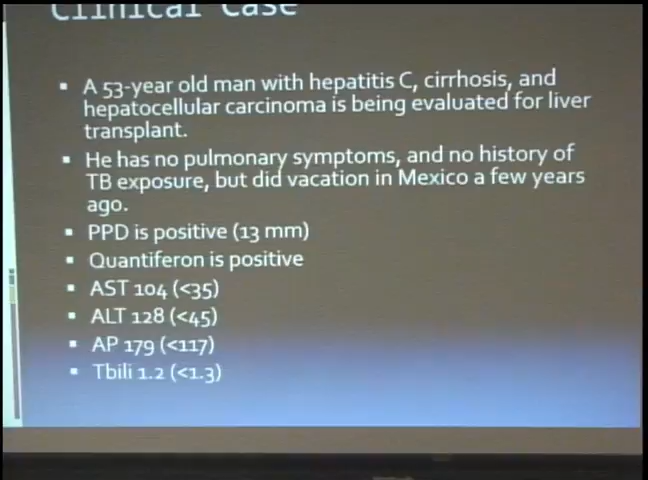 Clinical Case
▪ A 53-year old man with hepatitis C, cirrhosis, and
hepatocellular carcinoma is being evaluated for liver
transplant.
▪ He has no pulmonary symptoms, and no history of
TB exposure, but did vacation in Mexico a few years
ago.
▪ PPD is positive (13 mm)
▪ Quantiferon is positive
▪ AST 104 (<35)
▪ ALT 128 (<45)
▪ AP 179 (<117)
▪ Tbili 1.2 (<1.3)